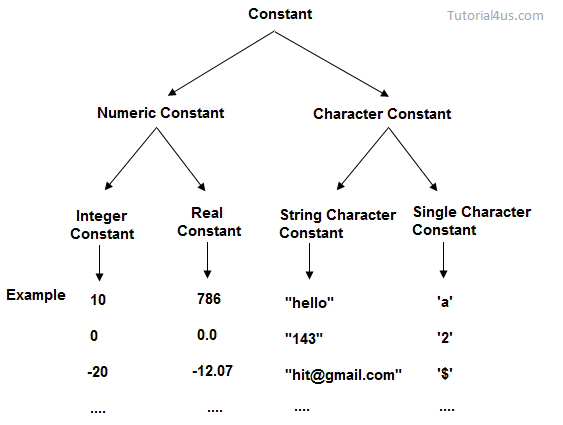 Constant
Tutorial4us.com
Numeric Constant
Character Constant
Integer
Constant
Real
Constant
String Character
Constant
Single Character
Constant
Example
10
786
"hello"
'a'
0
0.0
"143"
'2'
-20
-12.07
"hit@gmail.com"
'$'
....
....
....
....